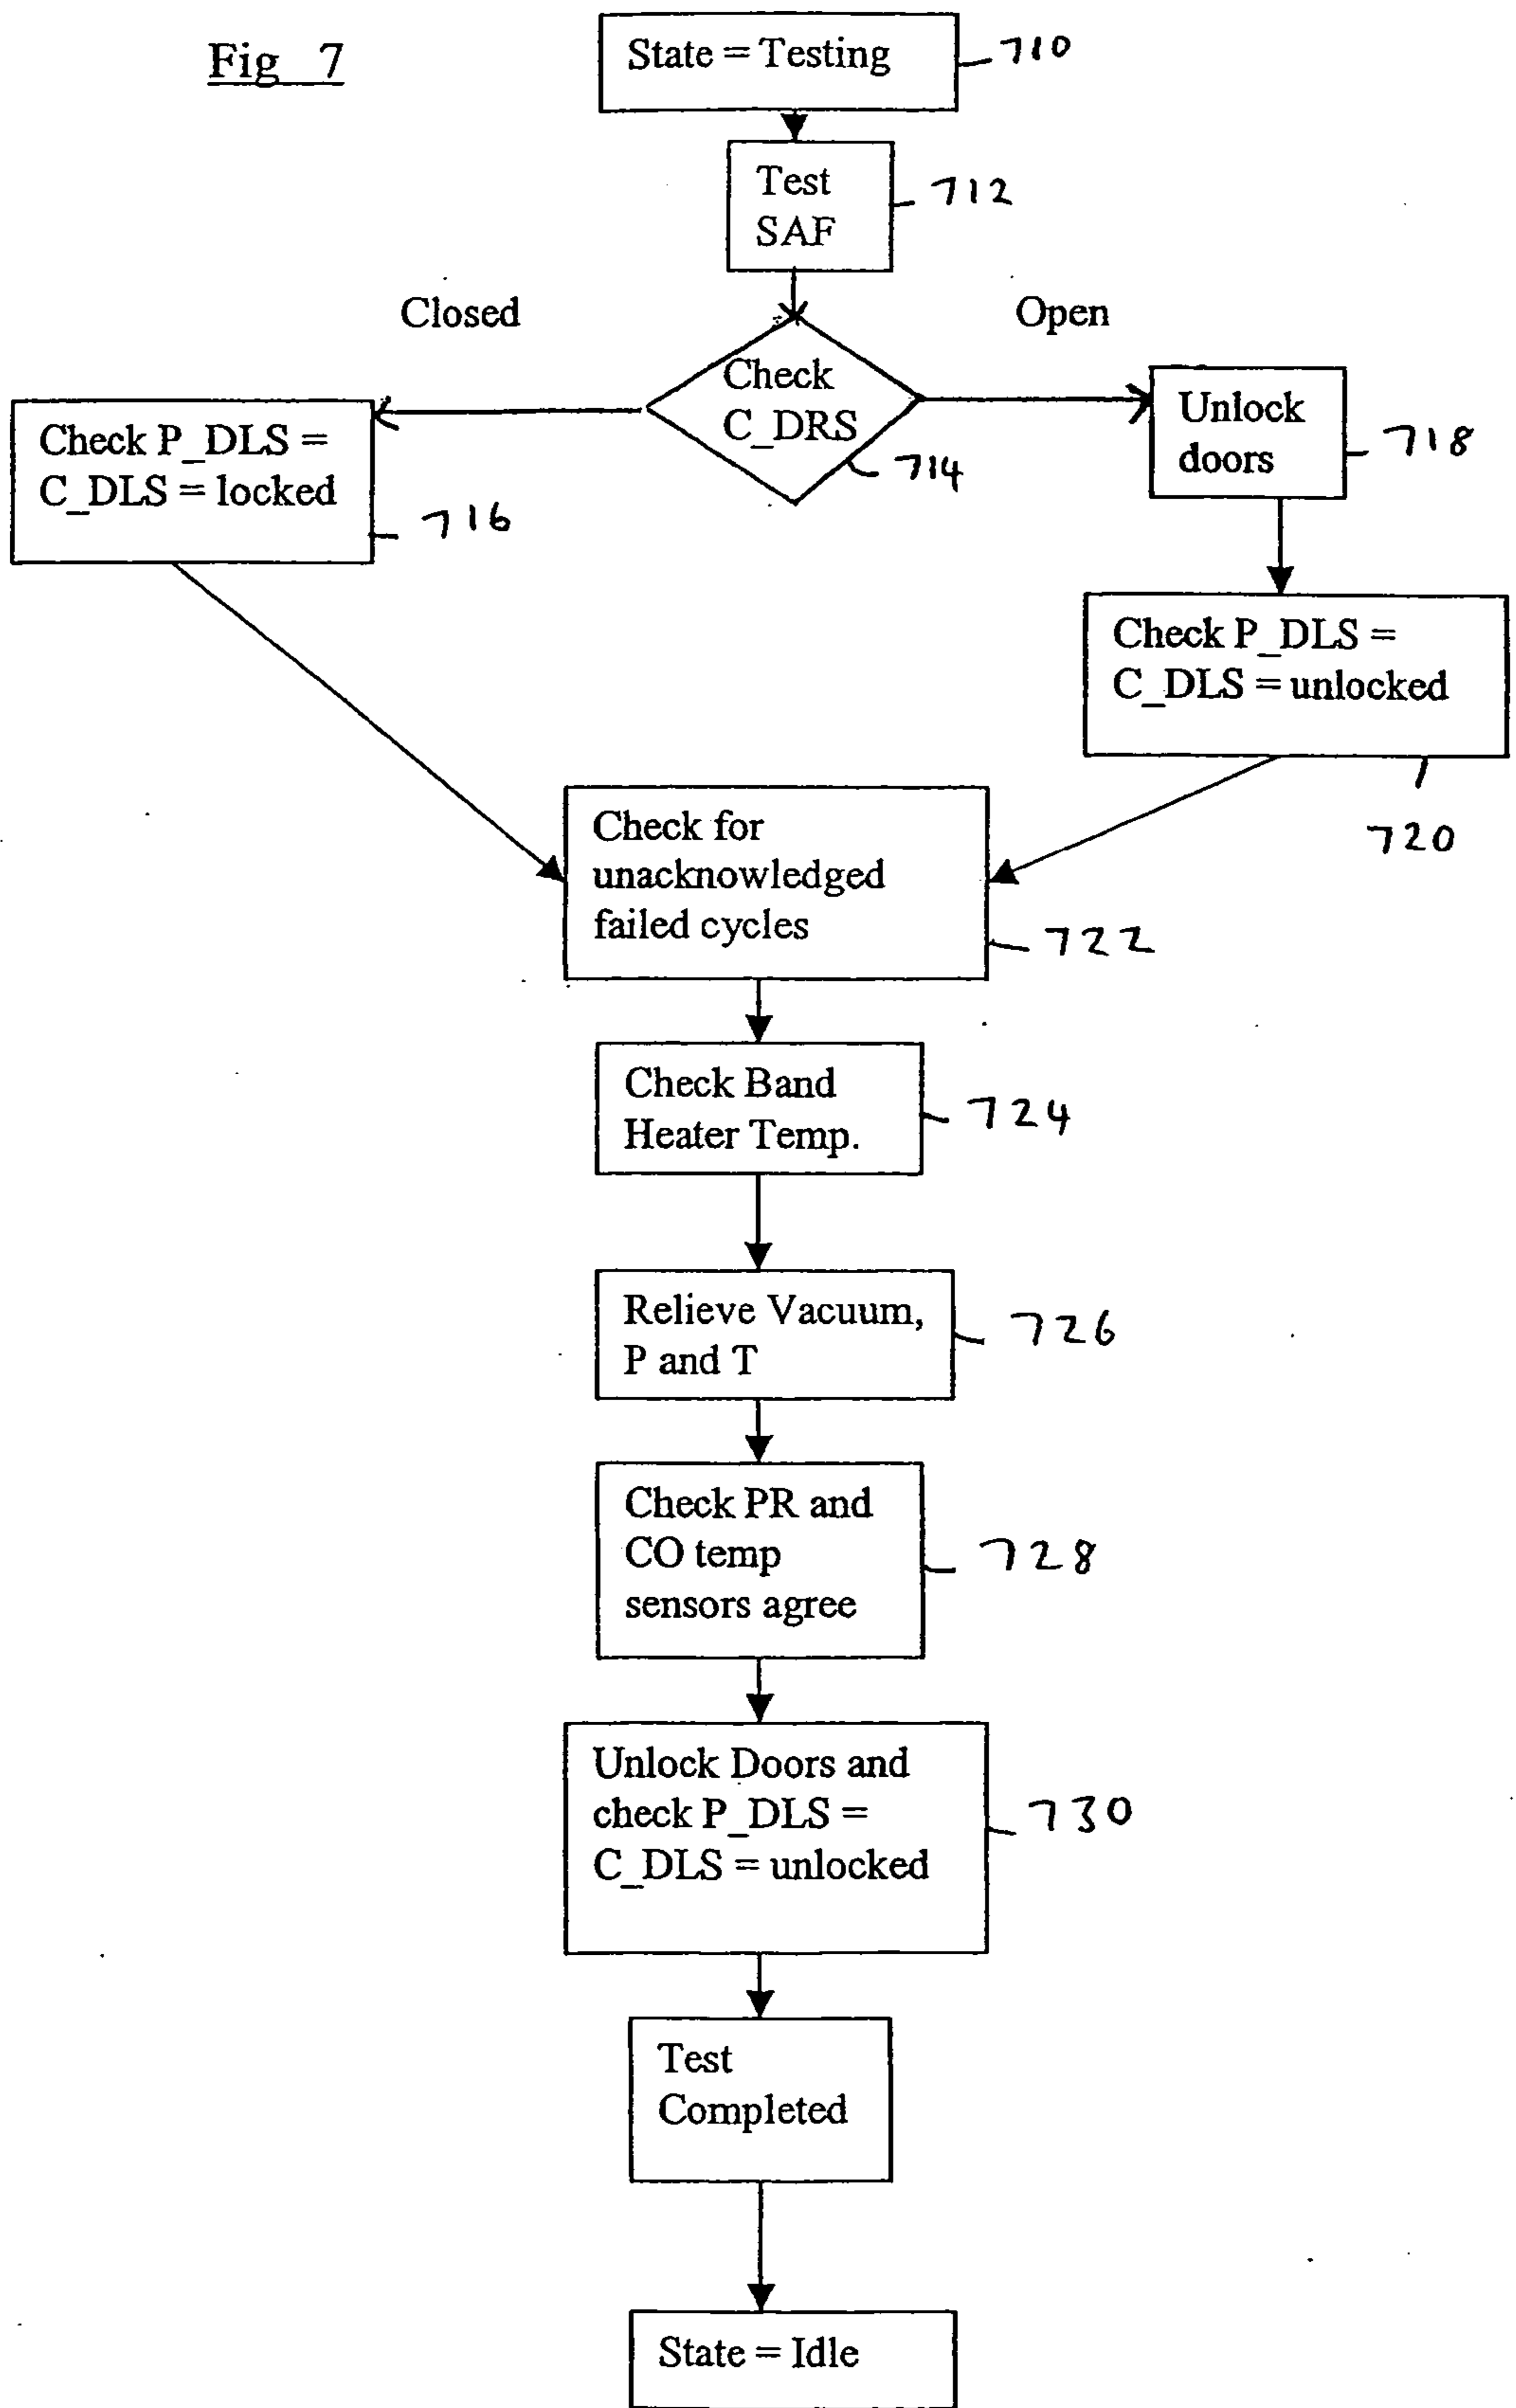 Fig 7
State = Testing
710
Test
SAF
712
Closed
Open
Check
C_DRS
714
Check P_DLS =
C_DLS = locked
716
Unlock
doors
718
Check P_DLS =
C_DLS = unlocked
720
Check for
unacknowledged
failed cycles
722
Check Band
Heater Temp.
724
Relieve Vacuum,
P and T
726
Check PR and
CO temp
sensors agree
728
Unlock Doors and
check P_DLS =
C_DLS = unlocked
730
Test
Completed
State = Idle